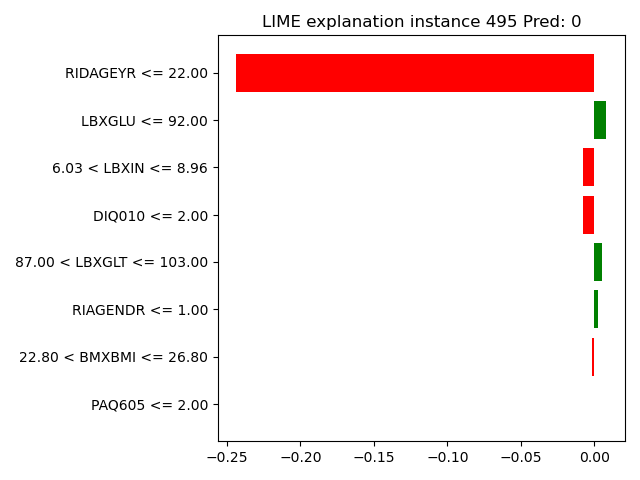 LIME explanation instance 495 Pred: 0
RIDAGEYR <= 22.00
LBXGLU <= 92.00
6.03 < LBXIN <= 8.96
DIQ010 <= 2.00
87.00 < LBXGLT <= 103.00
RIAGENDR <= 1.00
22.80 < BMXBMI <= 26.80
PAQ605 <= 2.00
−0.25 −0.20 −0.15 −0.10 −0.05 0.00